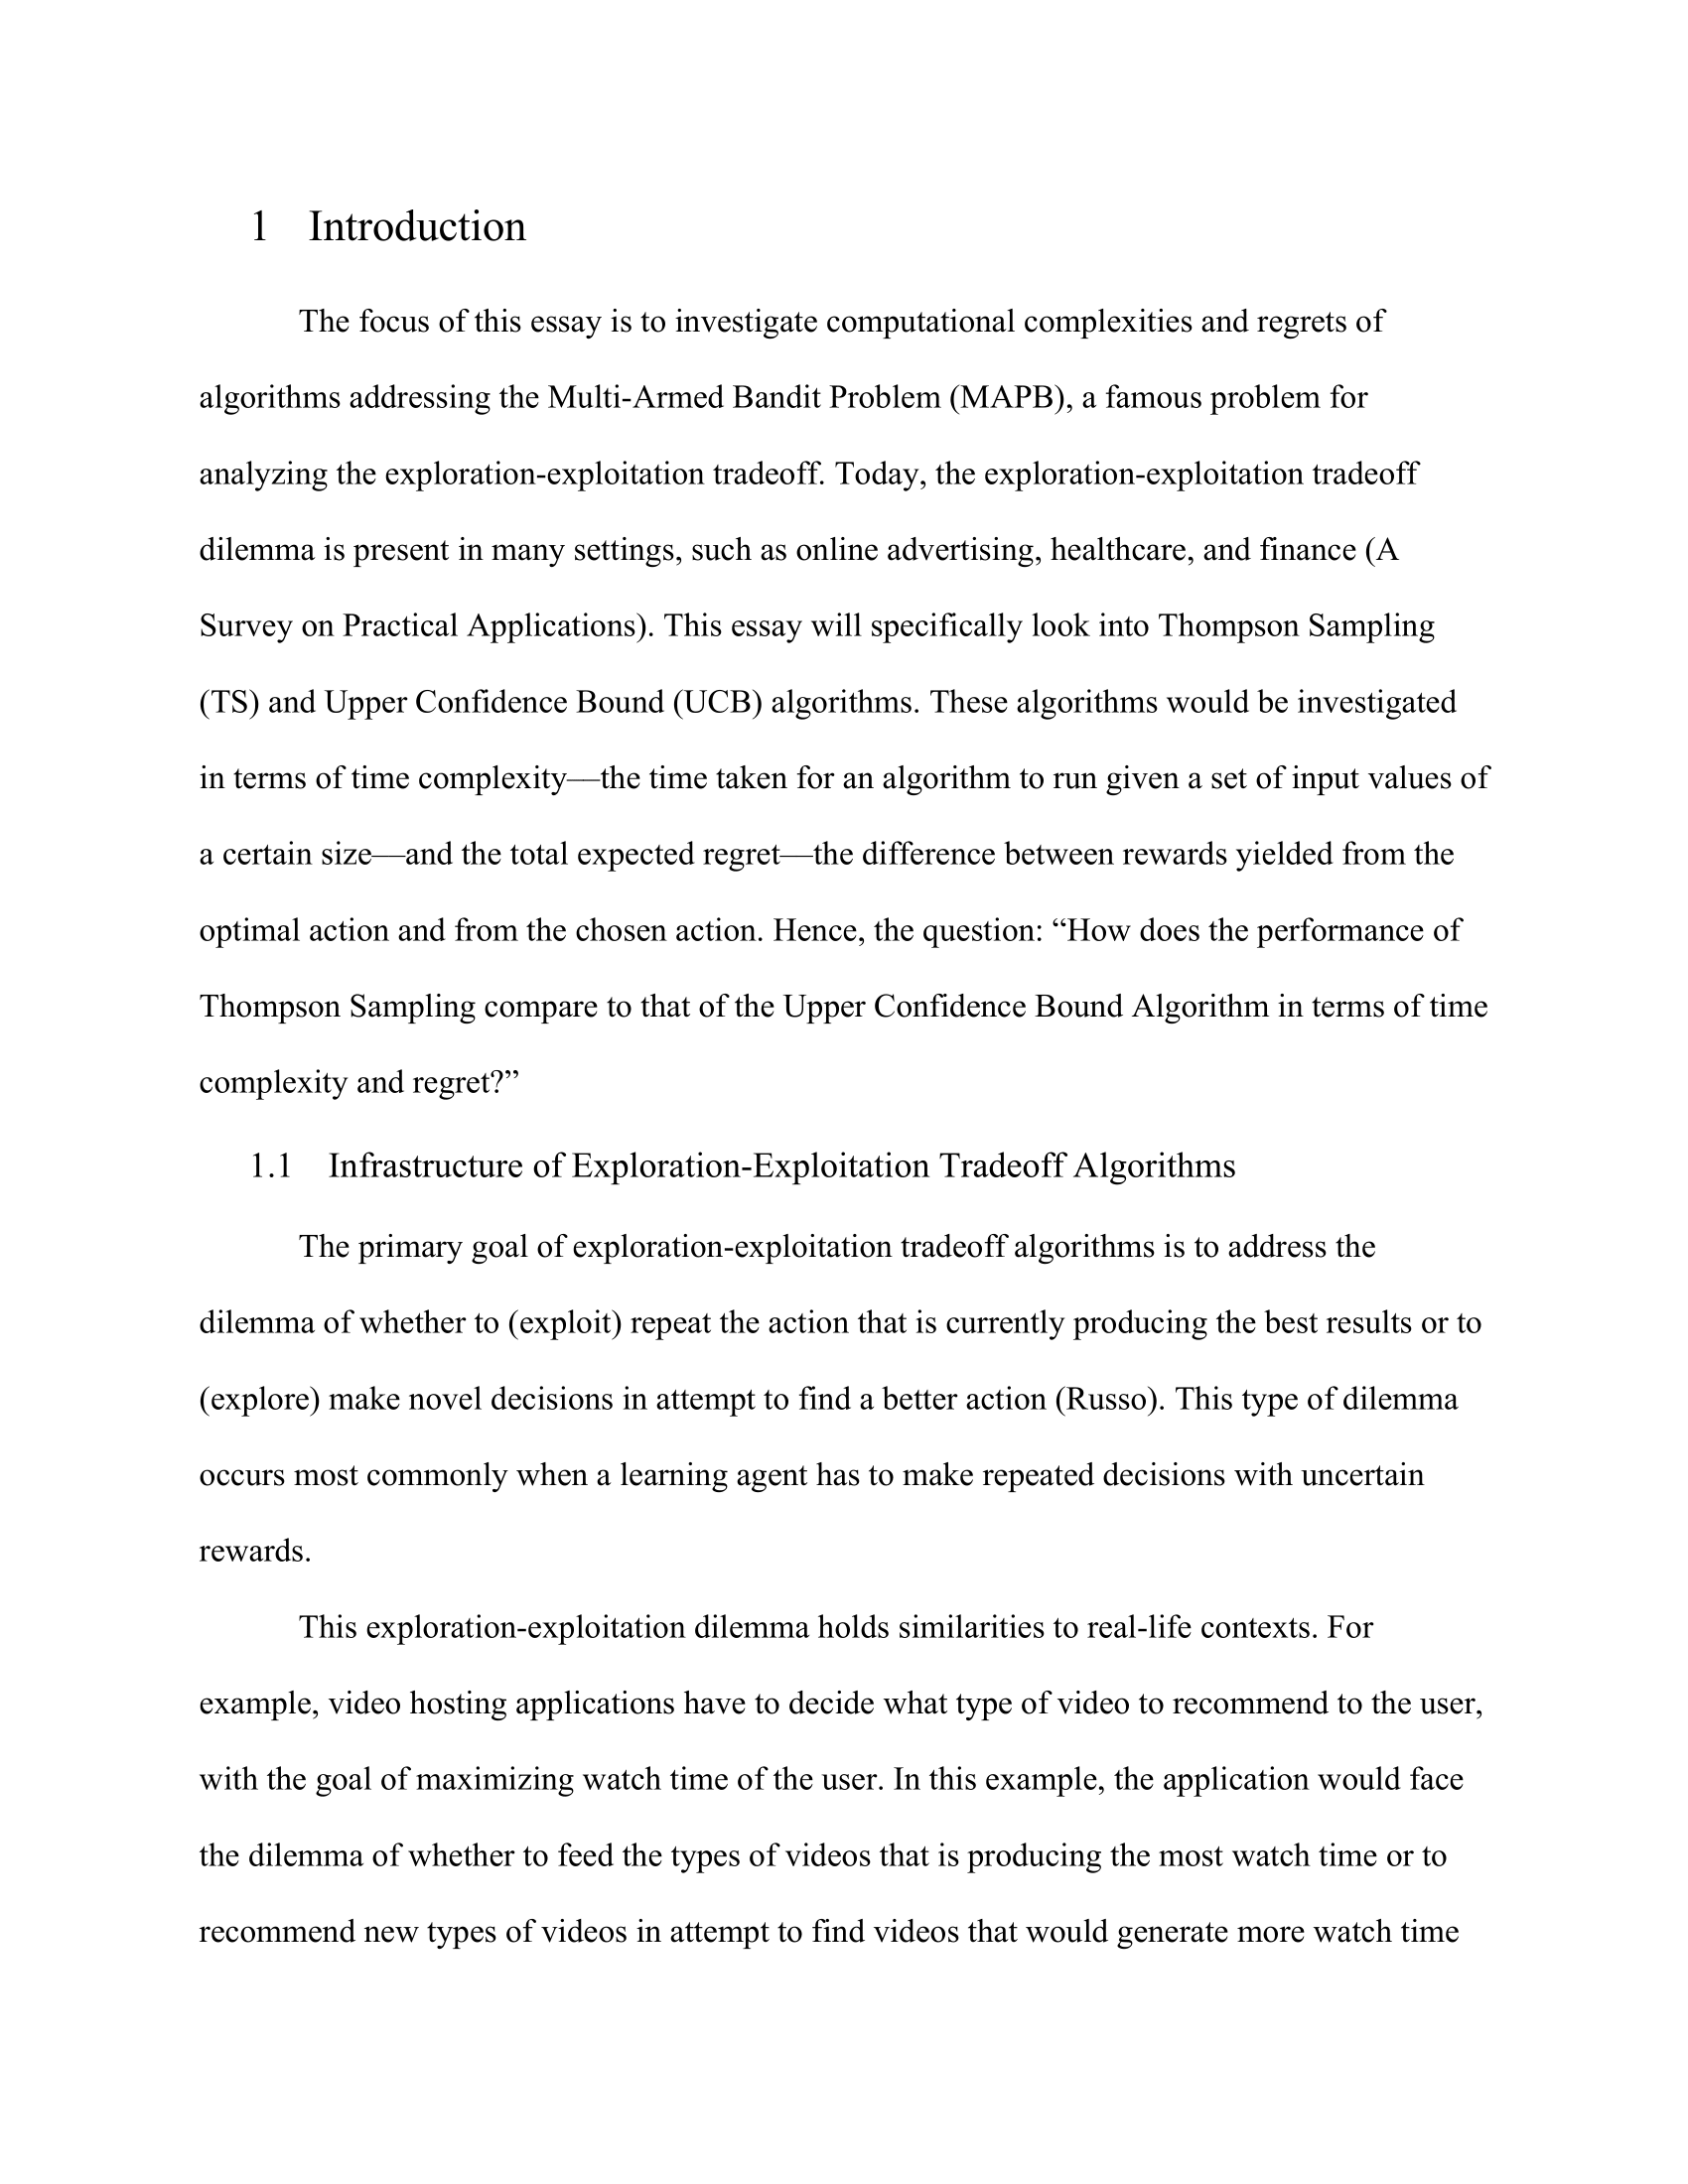 1 Introduction
The focus of this essay is to investigate computational complexities and regrets of
algorithms addressing the Multi-Armed Bandit Problem (MAPB), a famous problem for
analyzing the exploration-exploitation tradeoff. Today, the exploration-exploitation tradeoff
dilemma is present in many settings, such as online advertising, healthcare, and finance (A
Survey on Practical Applications). This essay will specifically look into Thompson Sampling
(TS) and Upper Confidence Bound (UCB) algorithms. These algorithms would be investigated
in terms of time complexity—the time taken for an algorithm to run given a set of input values of
a certain size—and the total expected regret—the difference between rewards yielded from the
optimal action and from the chosen action. Hence, the question: “How does the performance of
Thompson Sampling compare to that of the Upper Confidence Bound Algorithm in terms of time
complexity and regret?”
1.1 Infrastructure of Exploration-Exploitation Tradeoff Algorithms
The primary goal of exploration-exploitation tradeoff algorithms is to address the
dilemma of whether to (exploit) repeat the action that is currently producing the best results or to
(explore) make novel decisions in attempt to find a better action (Russo). This type of dilemma
occurs most commonly when a learning agent has to make repeated decisions with uncertain
rewards.
This exploration-exploitation dilemma holds similarities to real-life contexts. For
example, video hosting applications have to decide what type of video to recommend to the user,
with the goal of maximizing watch time of the user. In this example, the application would face
the dilemma of whether to feed the types of videos that is producing the most watch time or to
recommend new types of videos in attempt to find videos that would generate more watch time